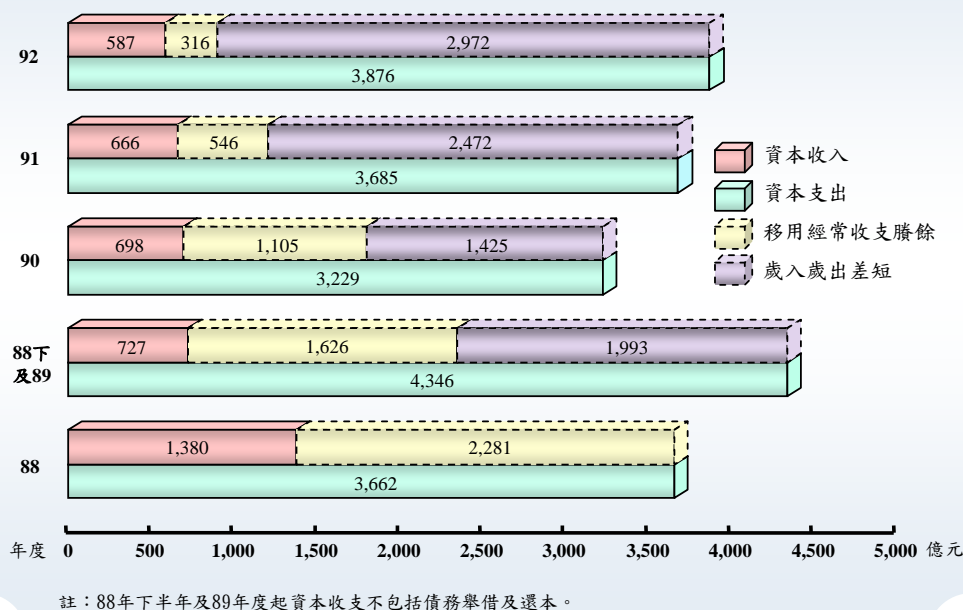 92
587 316 2,972
3,876
91
666 546 2,472
3,685
90
698 1,105 1,425
3,229
88下
及89
727 1,626 1,993
4,346
88
1,380 2,281
3,662
資本收入
資本支出
移用經常收支賸餘
歲入歲出差短
年度 0 500 1,000 1,500 2,000 2,500 3,000 3,500 4,000 4,500 5,000 億元
註：88年下半年及89年度起資本收支不包括債務舉借及還本。